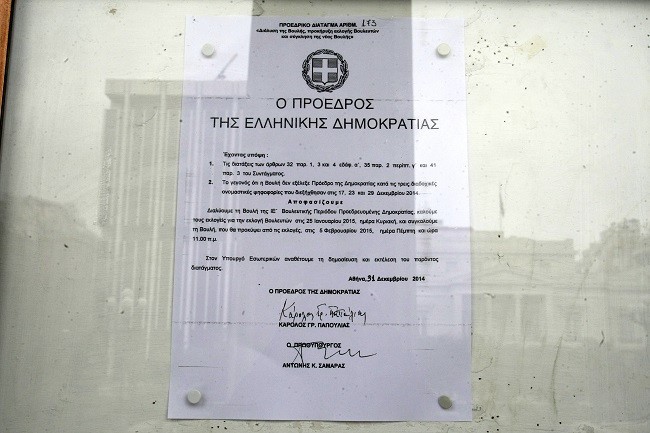 ΠΡΟΕΔΡΙΚΟ ΔΙΑΤΑΓΜΑ ΑΡΙΘΜ. 173
«Διάλυση της Βουλής, προκήρυξη εκλογής Βουλευτών
και σύγκληση της νέας Βουλής»
Ο ΠΡΟΕΔΡΟΣ
ΤΗΣ ΕΛΛΗΝΙΚΗΣ ΔΗΜΟΚΡΑΤΙΑΣ
Έχοντας υπόψη :
1. Τις διατάξεις των άρθρων 32 παρ. 1, 3 και 4 εδάφ. α΄, 35 παρ. 2 περίπτ. γ΄ και 41
παρ. 3 του Συντάγματος.
2. Το γεγονός ότι η Βουλή δεν εξέλεξε Πρόεδρο της Δημοκρατίας κατά τις τρεις διαδοχικές
ονομαστικές ψηφοφορίες που διεξήχθησαν στις 17, 23 και 29 Δεκεμβρίου 2014.
Αποφασίζουμε
Διαλύουμε τη Βουλή της ΙΕ΄ Βουλευτικής Περιόδου Προεδρευομένης Δημοκρατίας, καλούμε
τους εκλογείς για την εκλογή Βουλευτών στις 25 Ιανουαρίου 2015, ημέρα Κυριακή, και συγκαλούμε
τη Βουλή, που θα προκύψει από τις εκλογές, στις 5 Φεβρουαρίου 2015, ημέρα Πέμπτη και ώρα
11.00 π.μ.
Στον Υπουργό Εσωτερικών αναθέτουμε τη δημοσίευση και εκτέλεση του παρόντος
διατάγματος.
Αθήνα, 31 Δεκεμβρίου 2014
Ο ΠΡΟΕΔΡΟΣ ΤΗΣ ΔΗΜΟΚΡΑΤΙΑΣ
Κάρολος Γρ. Παπούλιας
ΚΑΡΟΛΟΣ ΓΡ. ΠΑΠΟΥΛΙΑΣ
Ο ΠΡΩΘΥΠΟΥΡΓΟΣ
ΑΝΤΩΝΗΣ Κ. ΣΑΜΑΡΑΣ